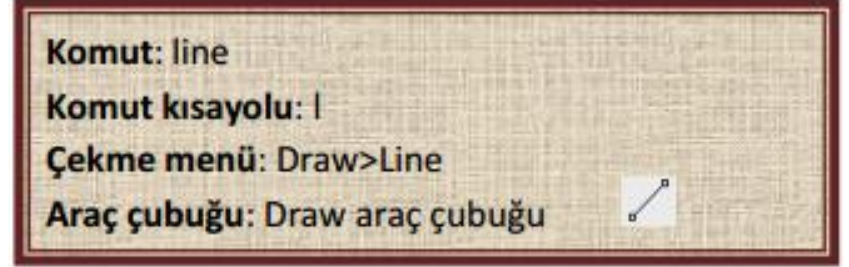 Komut: line
Komut kısayolu: l
Çekme menü: Draw>Line
Araç çubuğu: Draw araç çubuğu